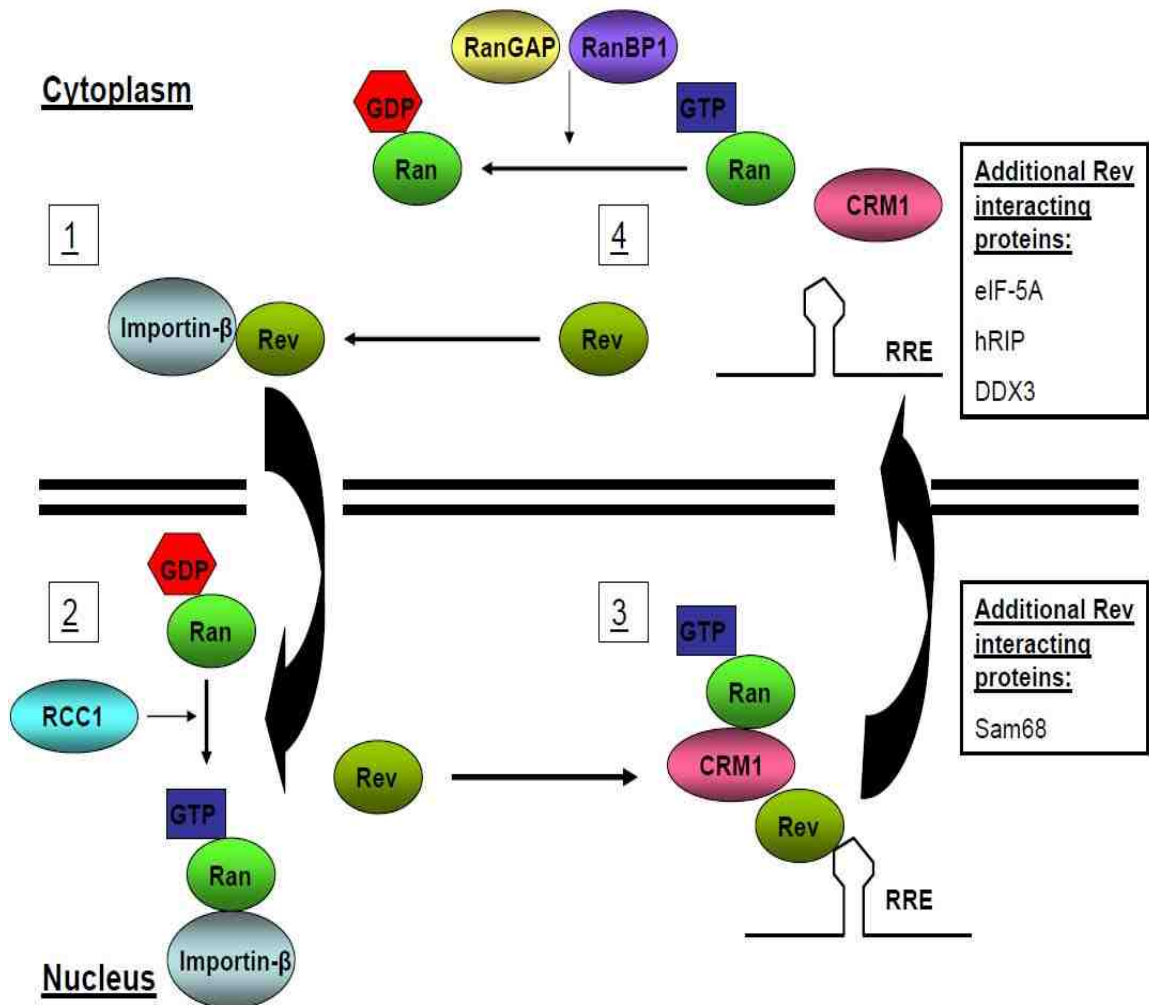 RanGAP
RanBP1
Cytoplasm
GDP
GTP
Ran
Ran
CRM1
Additional Rev
interacting
proteins:
eIF-5A
hRIP
DDX3
1
4
Importin-β
Rev
Rev
RRE
GDP
Ran
2
RCC1
GTP
Ran
Importin-β
Nucleus
Rev
3
GTP
Ran
CRM1
Rev
RRE
Additional Rev
interacting
proteins:
Sam68